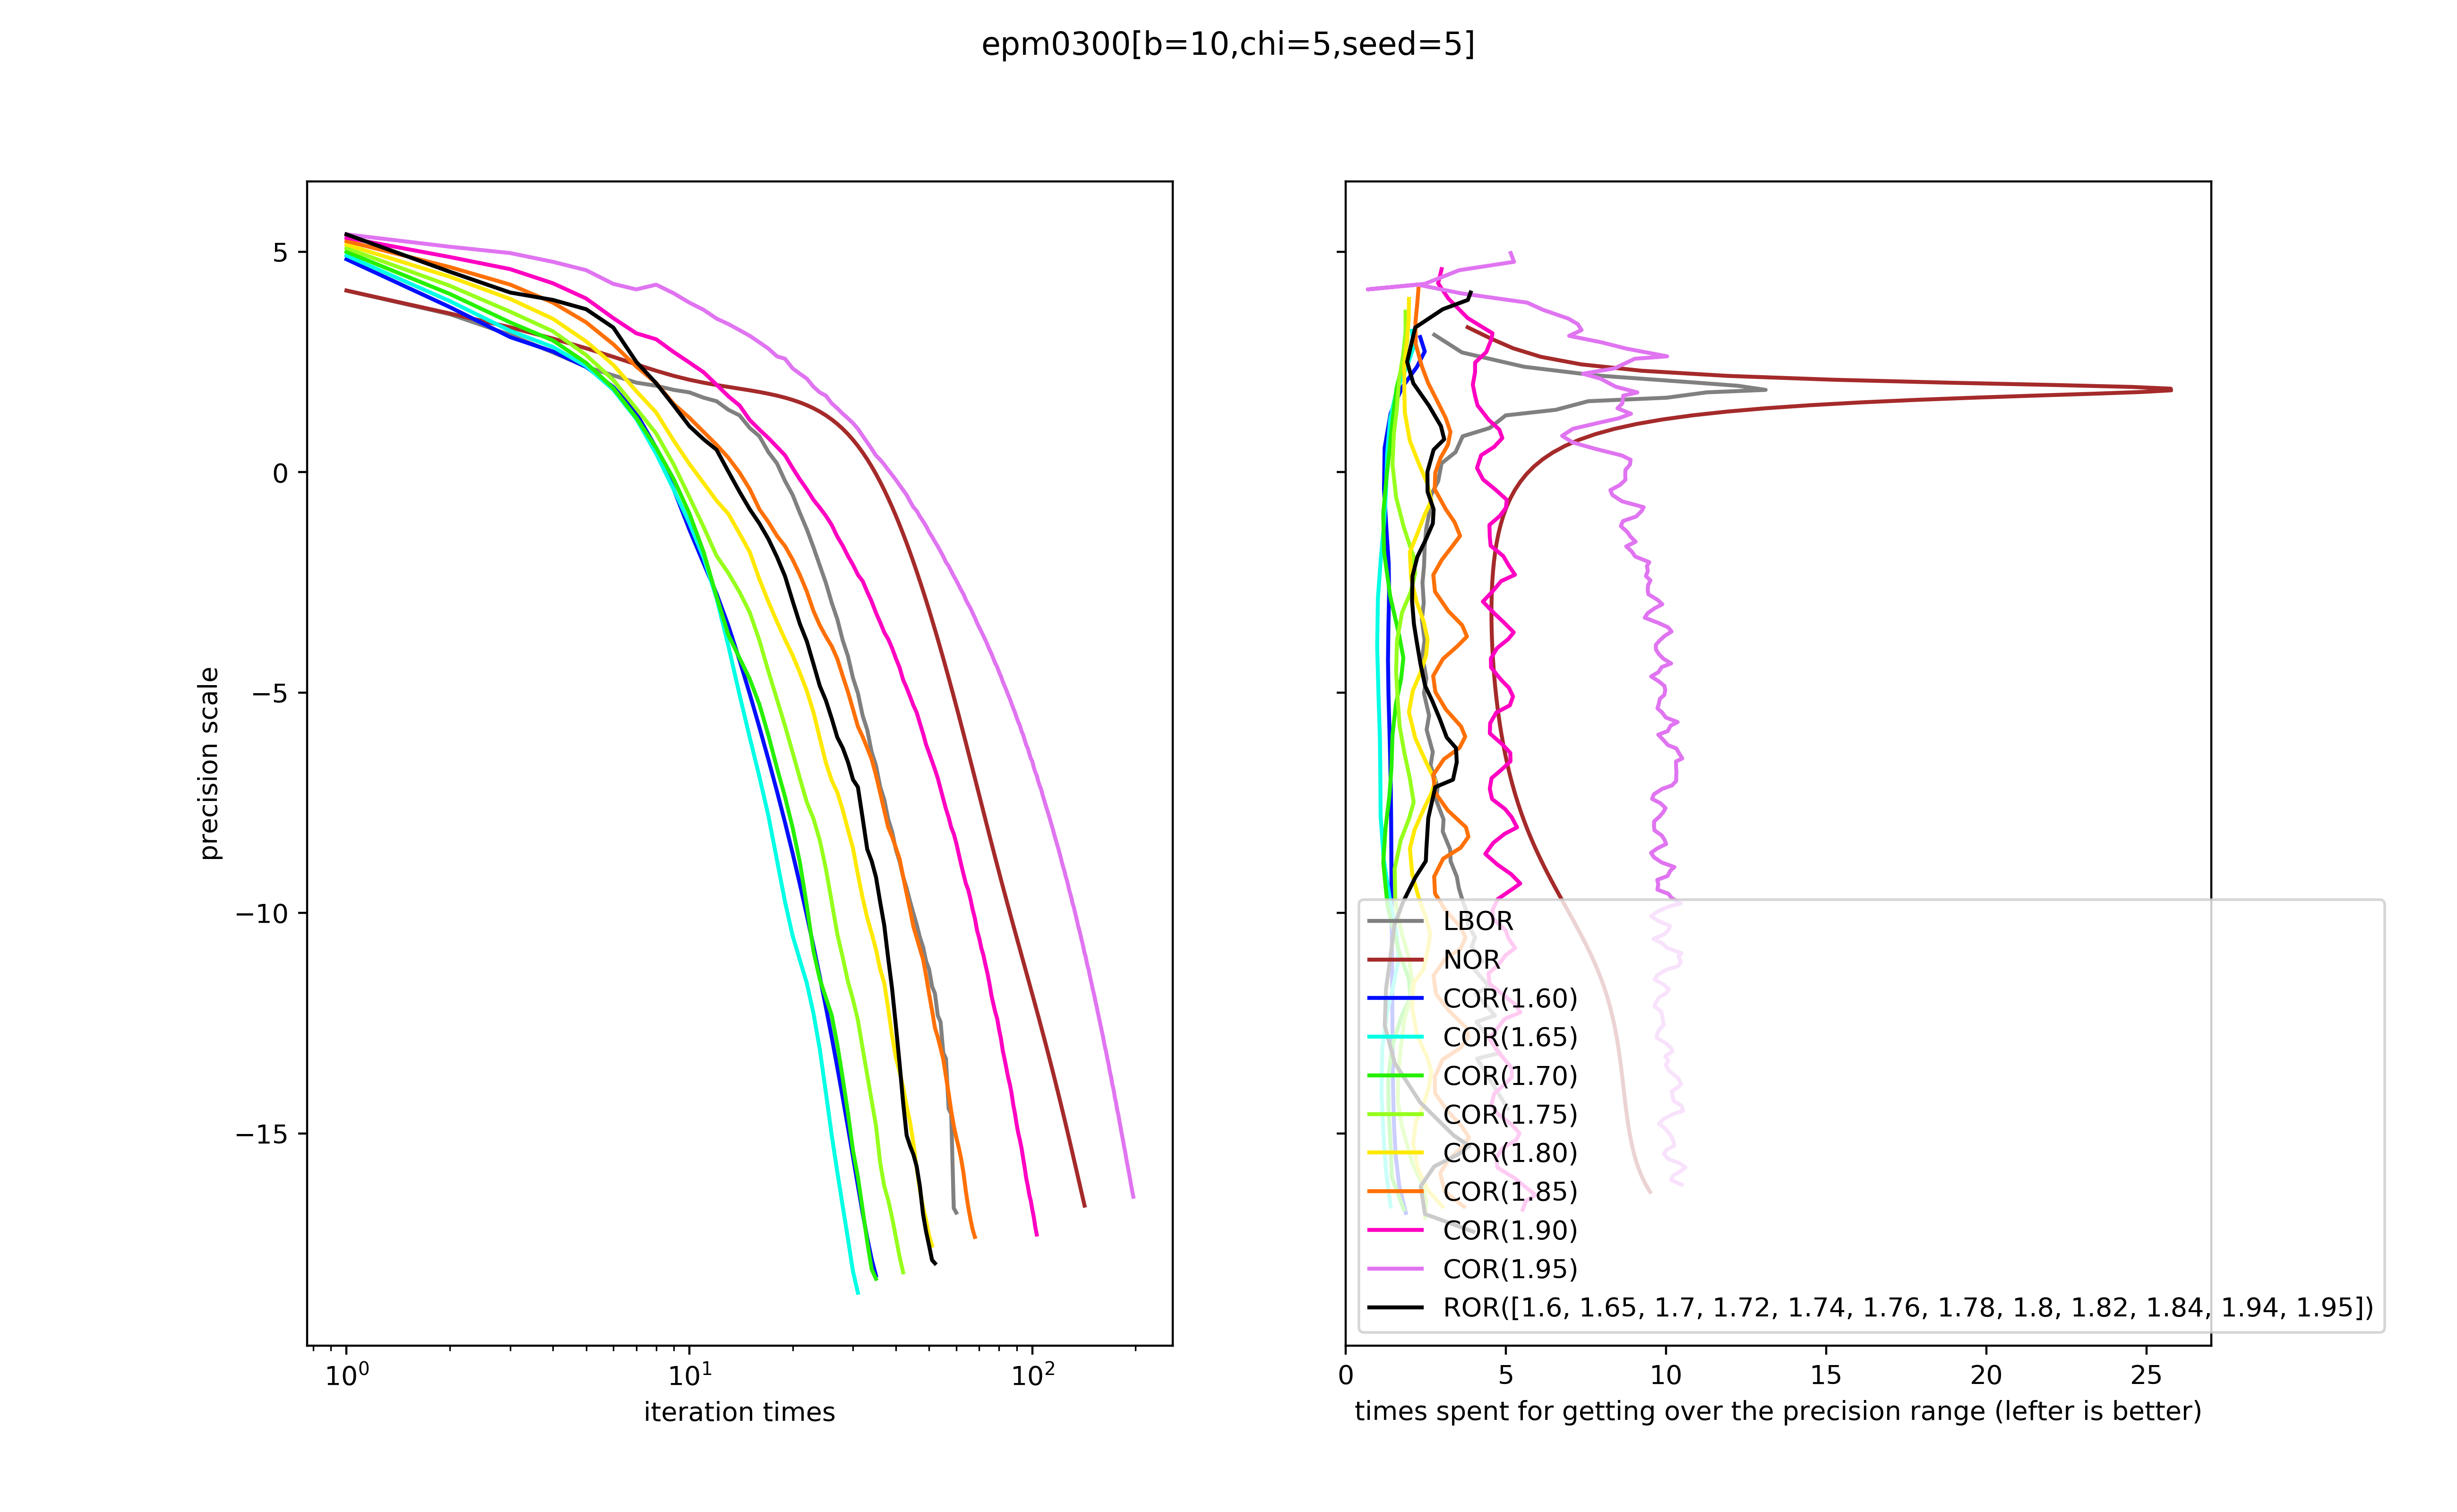 epm0300[b=10,chi=5,seed=5]
precision scale
5
0
−5
−10
−15
10⁰ 10¹ 10²
iteration times
LBOR
NOR
COR(1.60)
COR(1.65)
COR(1.70)
COR(1.75)
COR(1.80)
COR(1.85)
COR(1.90)
COR(1.95)
ROR([1.6, 1.65, 1.7, 1.72, 1.74, 1.76, 1.78, 1.8, 1.82, 1.84, 1.94, 1.95])
0 5 10 15 20 25
times spent for getting over the precision range (lefter is better)